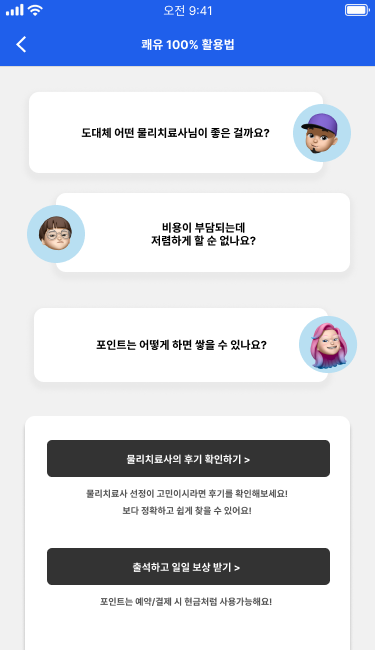 오전 9:41
쾌유 100% 활용법
도대체 어떤 물리치료사님이 좋은 걸까요?
비용이 부담되는데
저렴하게 할 순 없나요?
포인트는 어떻게 하면 쌓을 수 있나요?
물리치료사의 후기 확인하기 >
물리치료사 선정이 고민이시라면 후기를 확인해보세요!
보다 정확하고 쉽게 찾을 수 있어요!
출석하고 일일 보상 받기 >
포인트는 예약/결제 시 현금처럼 사용가능해요!